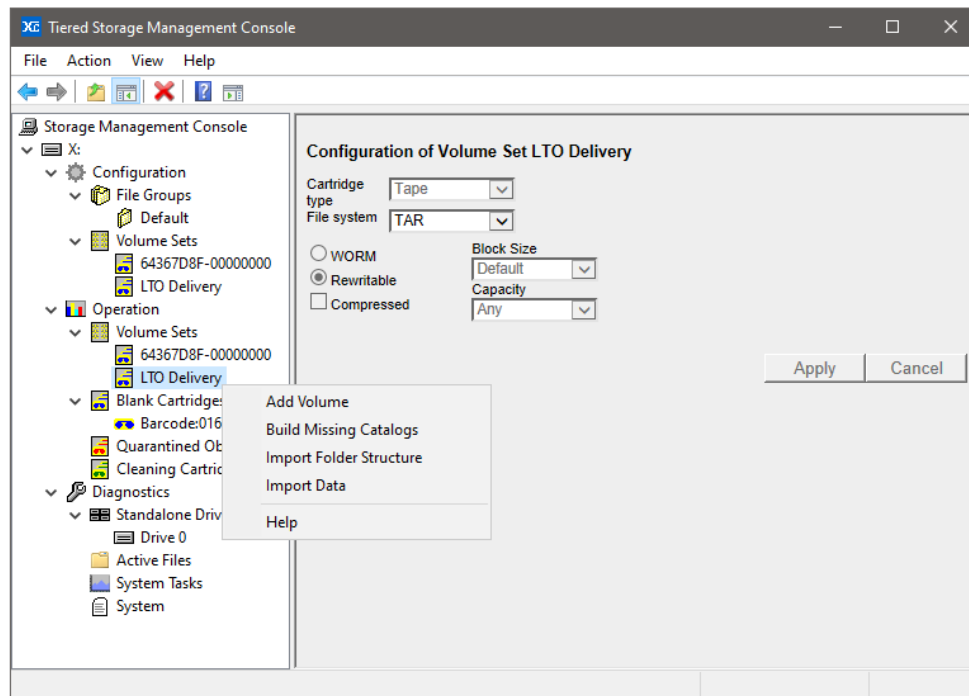 Tiered Storage Management Console
File Action View Help
Storage Management Console
X:
Configuration
File Groups
Default
Volume Sets
64367D8F-00000000
LTO Delivery
Operation
Volume Sets
64367D8F-00000000
LTO Delivery
Blank Cartridges
Barcode:016
Quarantined Ob
Cleaning Cartric
Diagnostics
Standalone Driv
Drive 0
Active Files
System Tasks
System
Add Volume
Build Missing Catalogs
Import Folder Structure
Import Data
Help
Configuration of Volume Set LTO Delivery
Cartridge
type
Tape
File system
TAR
WORM
Rewritable
Compressed
Block Size
Default
Capacity
Any
Apply Cancel